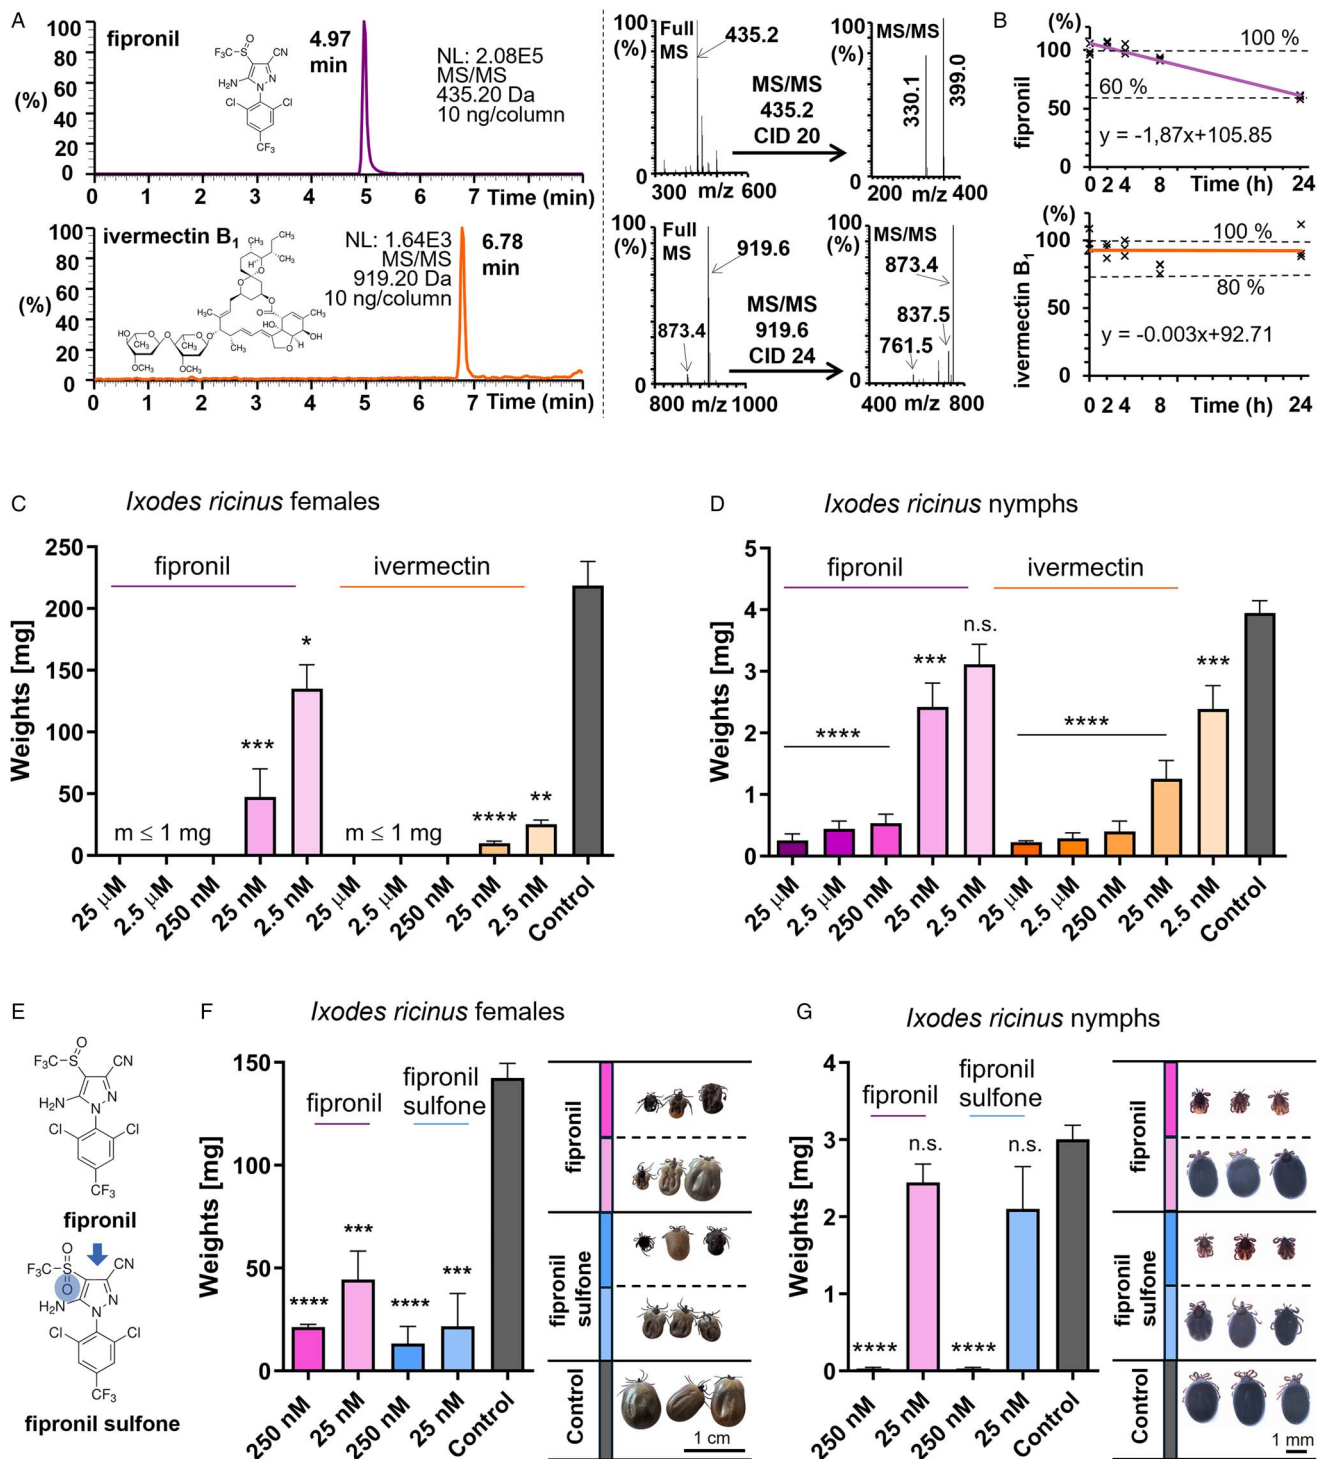 A
fipronil
4.97
min
NL: 2.08E5
MS/MS
435.20 Da
10 ng/column
O
F₃C
S
CN
H₂N
N
N
Cl
Cl
CF₃
(%)
100
80
60
40
20
0
0 1 2 3 4 5 6 7 Time (min)
ivermectin B₁
NL: 1.64E3
MS/MS
919.20 Da
10 ng/column
6.78
min
(%)
100
80
60
40
20
0
0 1 2 3 4 5 6 7 Time (min)
Full
MS
100
(%)
0
435.2
300 m/z 600
MS/MS
435.2
CID 20
100
(%)
0
MS/MS
330.1
399.0
200 m/z 400
100
(%)
0
Full
MS
919.6
873.4
800 m/z 1000
MS/MS
919.6
CID 24
100
(%)
0
MS/MS
873.4
837.5
761.5
400 m/z 800
B
fipronil
(%)
100
50
0
100 %
60 %
y = -1,87x+105.85
0 2 4 8 Time (h) 24
ivermectin B₁
(%)
100
50
0
100 %
80 %
y = -0.003x+92.71
0 2 4 8 Time (h) 24
C
Ixodes ricinus females
Weights [mg]
250
200
150
100
50
0
fipronil
ivermectin
m ≤ 1 mg
***
*
m ≤ 1 mg
****
**
25 μM
2.5 μM
250 nM
25 nM
2.5 nM
25 μM
2.5 μM
250 nM
25 nM
2.5 nM
Control
D
Ixodes ricinus nymphs
Weights [mg]
5
4
3
2
1
0
fipronil
ivermectin
****
***
n.s.
****
***
25 μM
2.5 μM
250 nM
25 nM
2.5 nM
25 μM
2.5 μM
250 nM
25 nM
2.5 nM
Control
E
O
F₃C
S
CN
H₂N
N
N
Cl
Cl
CF₃
fipronil
O
F₃C
S
O
CN
H₂N
N
N
Cl
Cl
CF₃
fipronil sulfone
F
Ixodes ricinus females
Weights [mg]
150
100
50
0
fipronil
fipronil
sulfone
****
***
****
***
250 nM
25 nM
250 nM
25 nM
Control
fipronil
fipronil
sulfone
Control
1 cm
G
Ixodes ricinus nymphs
Weights [mg]
4
3
2
1
0
fipronil
fipronil
sulfone
****
n.s.
****
n.s.
250 nM
25 nM
250 nM
25 nM
Control
fipronil
fipronil
sulfone
Control
1 mm